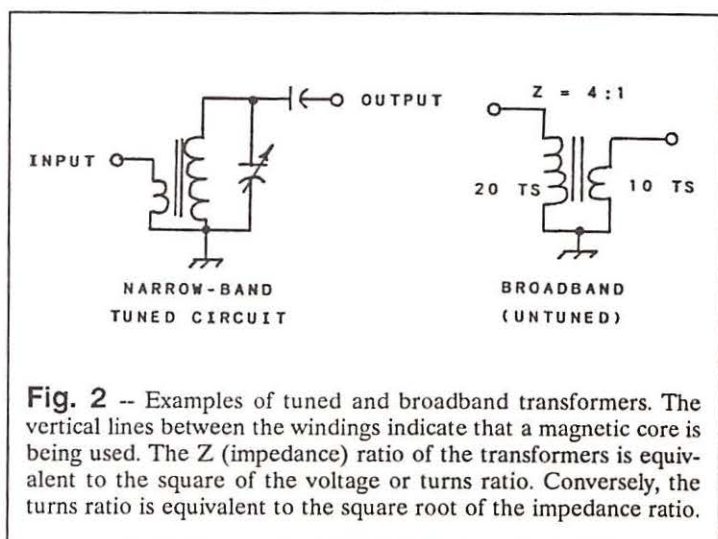 Z = 4:1
OUTPUT
INPUT
20 TS
10 TS
NARROW-BAND
TUNED CIRCUIT
BROADBAND
(UNTUNED)
Fig. 2 -- Examples of tuned and broadband transformers. The
vertical lines between the windings indicate that a magnetic core is
being used. The Z (impedance) ratio of the transformers is equiv-
alent to the square of the voltage or turns ratio. Conversely, the
turns ratio is equivalent to the square root of the impedance ratio.